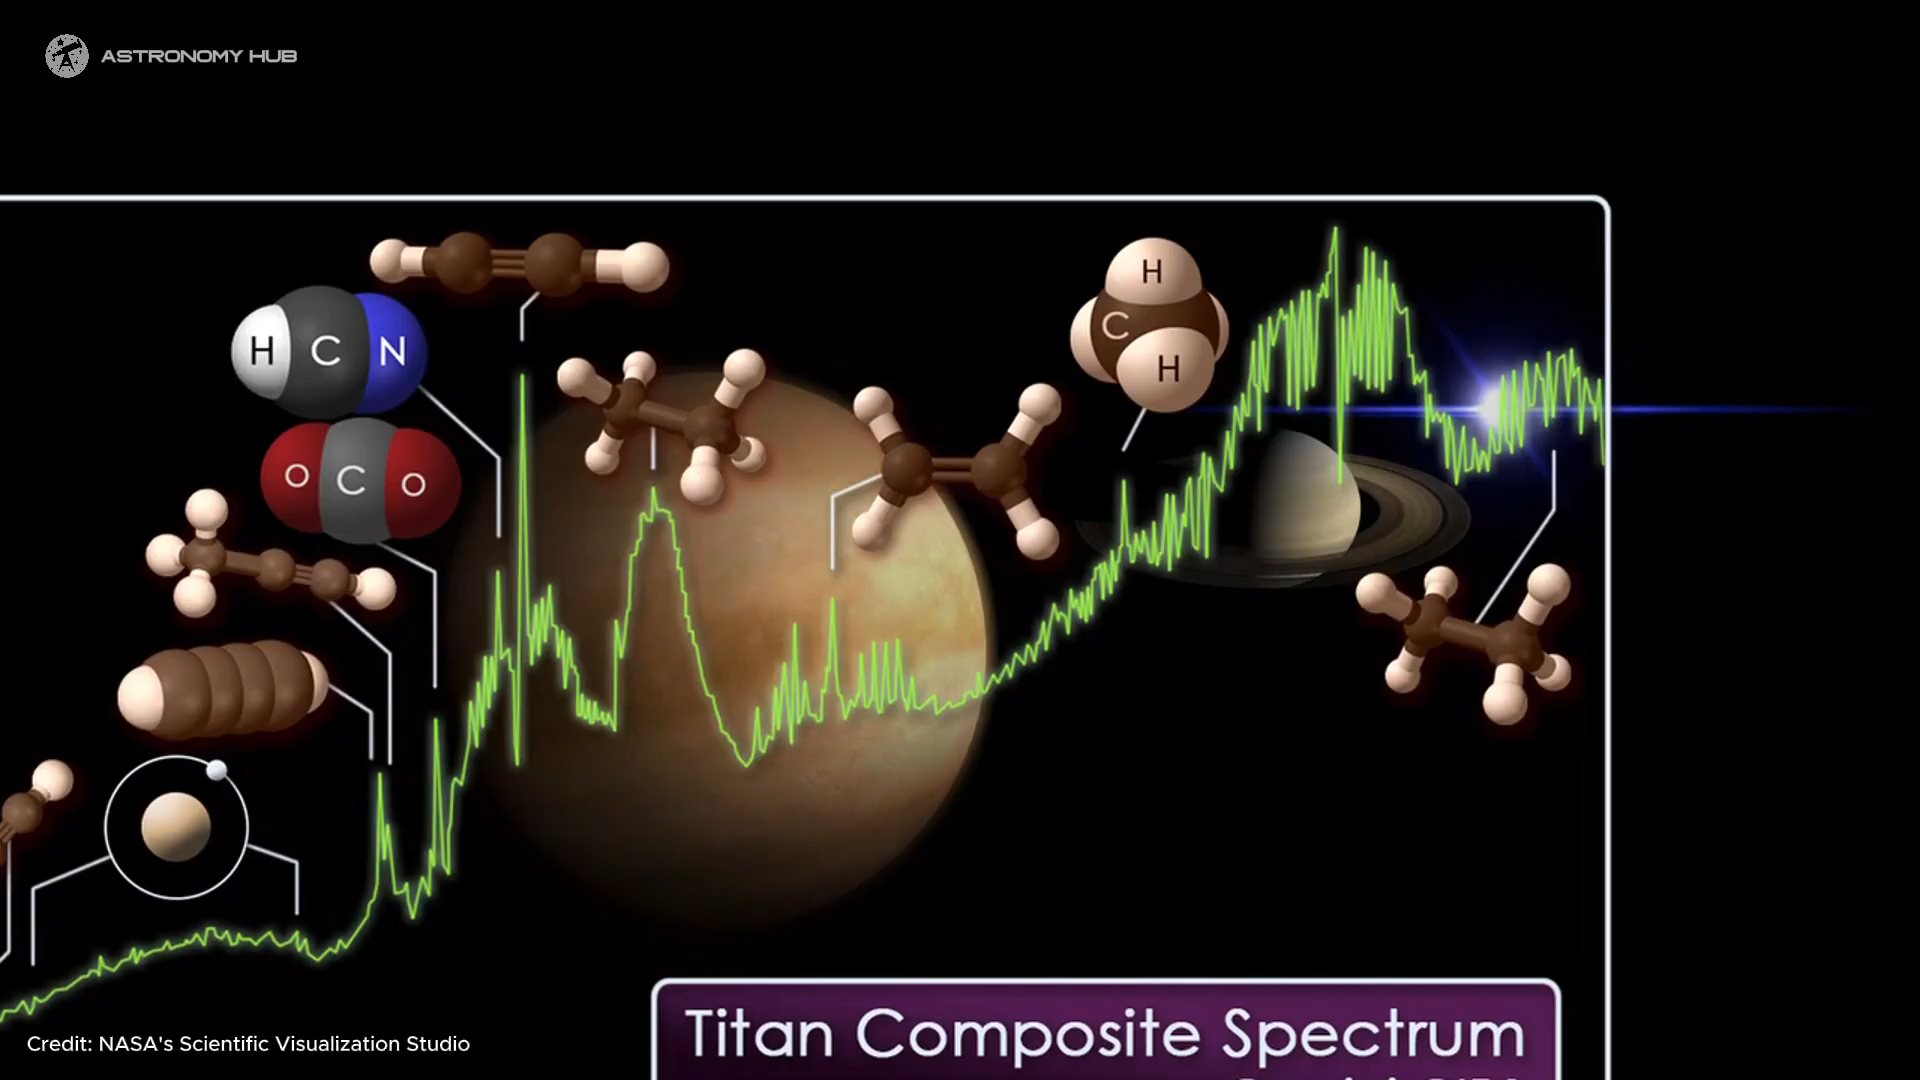 ASTRONOMY HUB
H
H C N
C
H
O C O
Titan Composite Spectrum
Credit: NASA's Scientific Visualization Studio